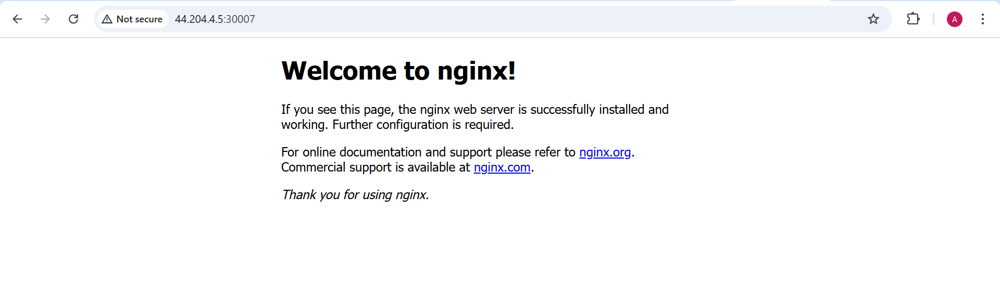 Not secure 44.204.4.5:30007
A
Welcome to nginx!
If you see this page, the nginx web server is successfully installed and
working. Further configuration is required.
For online documentation and support please refer to nginx.org.
Commercial support is available at nginx.com.
Thank you for using nginx.